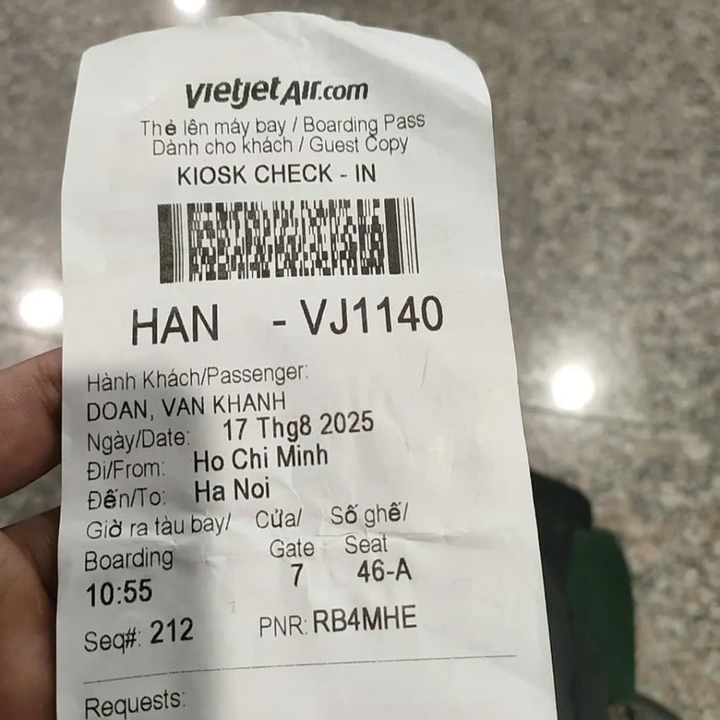 vietjetAir.com
Thẻ lên máy bay / Boarding Pass
Dành cho khách / Guest Copy
KIOSK CHECK - IN
HAN - VJ1140
Hành Khách/Passenger:
DOAN, VAN KHANH
Ngày/Date: 17 Thg8 2025
Đi/From: Ho Chi Minh
Đến/To: Ha Noi
Giờ ra tàu bay/ Cửa/ Số ghế/
Boarding Gate Seat
10:55 7 46-A
Seq#: 212 PNR: RB4MHE
Requests: